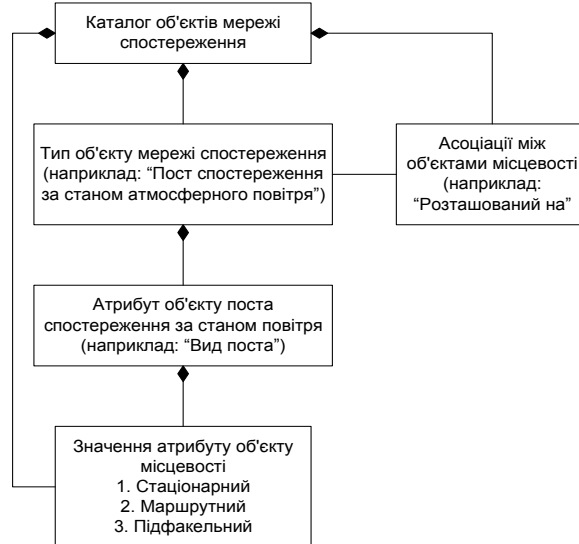 Каталог об'єктів мережі
спостереження
Тип об'єкту мережі спостереження
(наприклад: “Пост спостереження
за станом атмосферного повітря”)
Асоціації між
об'єктами місцевості
(наприклад:
“Розташований на”
Атрибут об'єкту поста
спостереження за станом повітря
(наприклад: “Вид поста”)
Значення атрибуту об'єкту
місцевості
1. Стаціонарний
2. Маршрутний
3. Підфакельний